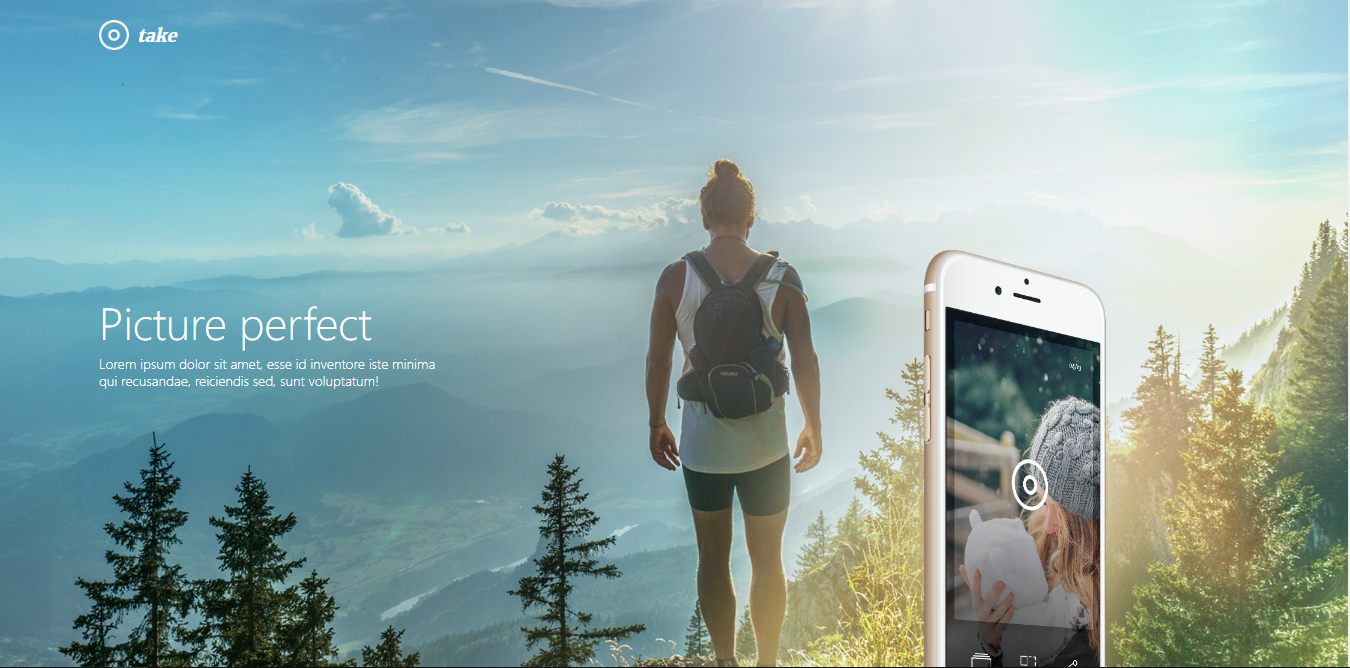 take
Picture perfect
Lorem ipsum dolor sit amet, esse id inventore iste minima
qui recusandae, reiciendis sed, sunt voluptatum!